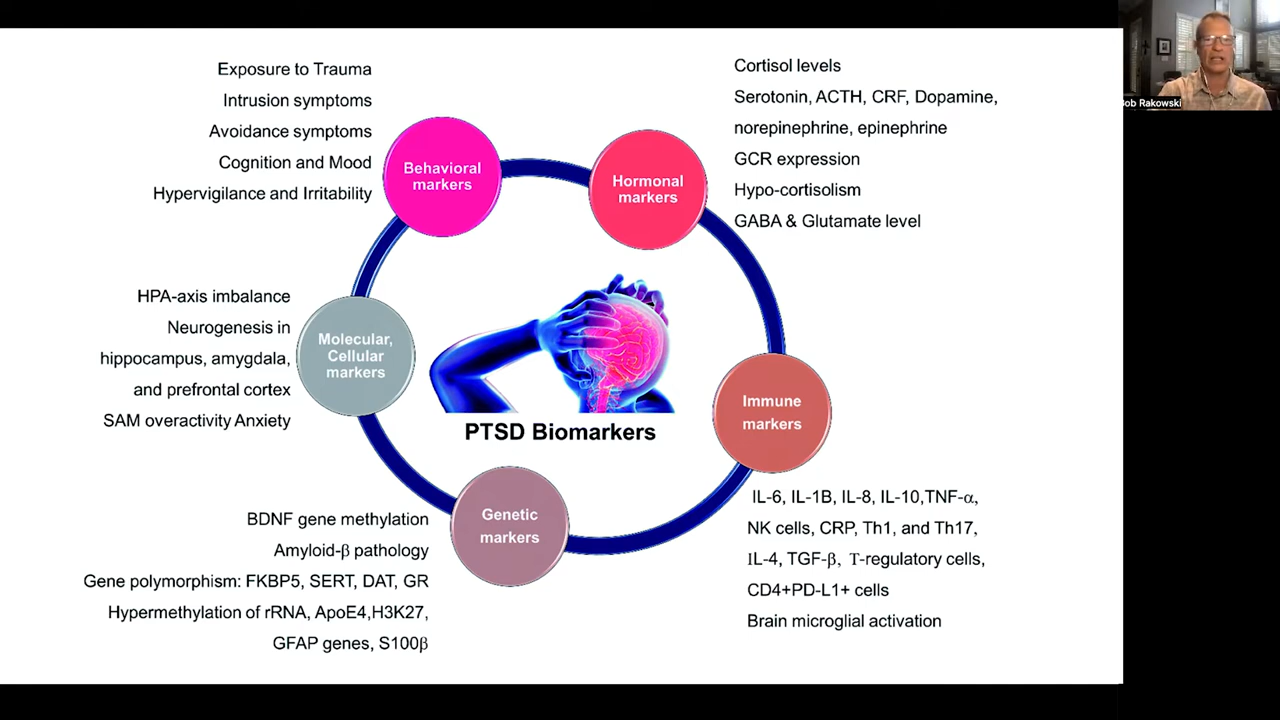 Exposure to Trauma
Intrusion symptoms
Avoidance symptoms
Cognition and Mood
Hypervigilance and Irritability
Behavioral
markers
Hormonal
markers
Cortisol levels
Serotonin, ACTH, CRF, Dopamine,
norepinephrine, epinephrine
GCR expression
Hypo-cortisolism
GABA & Glutamate level
Bob Rakowski
HPA-axis imbalance
Neurogenesis in
hippocampus, amygdala,
and prefrontal cortex
SAM overactivity Anxiety
Molecular,
Cellular
markers
PTSD Biomarkers
Immune
markers
IL-6, IL-1B, IL-8, IL-10,TNF-α,
NK cells, CRP, Th1, and Th17,
IL-4, TGF-β, T-regulatory cells,
CD4+PD-L1+ cells
Brain microglial activation
Genetic
markers
BDNF gene methylation
Amyloid-β pathology
Gene polymorphism: FKBP5, SERT, DAT, GR
Hypermethylation of rRNA, ApoE4,H3K27,
GFAP genes, S100β